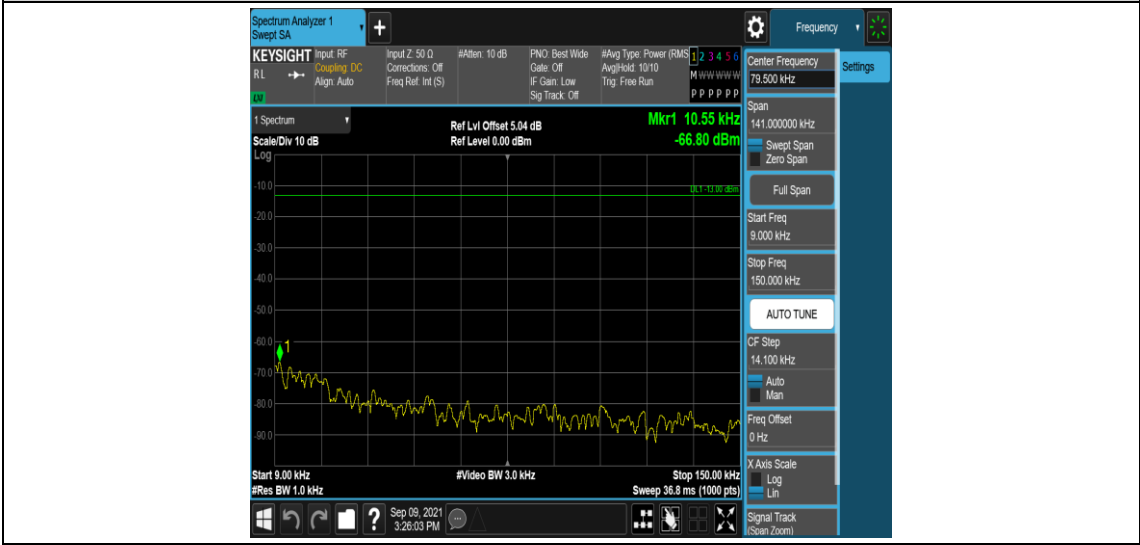 Spectrum Analyzer 1
Swept SA
+
Frequency
KEYSIGHT
RL
Input: RF
Coupling: DC
Align: Auto
Input Z: 50 Ω
Corrections: Off
Freq Ref: Int (S)
#Atten: 10 dB
PNO: Best Wide
Gate: Off
IF Gain: Low
Sig Track: Off
#Avg Type: Power (RMS
Avg|Hold: 10/10
Trig: Free Run
1 2 3 4 5 6
M W W W W W
P P P P P P
1 Spectrum
Scale/Div 10 dB
Log
Ref Lvl Offset 5.04 dB
Ref Level 0.00 dBm
Mkr1 10.55 kHz
-66.80 dBm
DL1 -13.00 dBm
-10.0
-20.0
-30.0
-40.0
-50.0
-60.0
-70.0
-80.0
-90.0
1
Start 9.00 kHz
#Res BW 1.0 kHz
#Video BW 3.0 kHz
Stop 150.00 kHz
Sweep 36.8 ms (1000 pts)
Center Frequency
79.500 kHz
Settings
Span
141.000000 kHz
Swept Span
Zero Span
Full Span
Start Freq
9.000 kHz
Stop Freq
150.000 kHz
AUTO TUNE
CF Step
14.100 kHz
Auto
Man
Freq Offset
0 Hz
X Axis Scale
Log
Lin
Signal Track
(Span Zoom)
?
Sep 09, 2021
3:26:03 PM